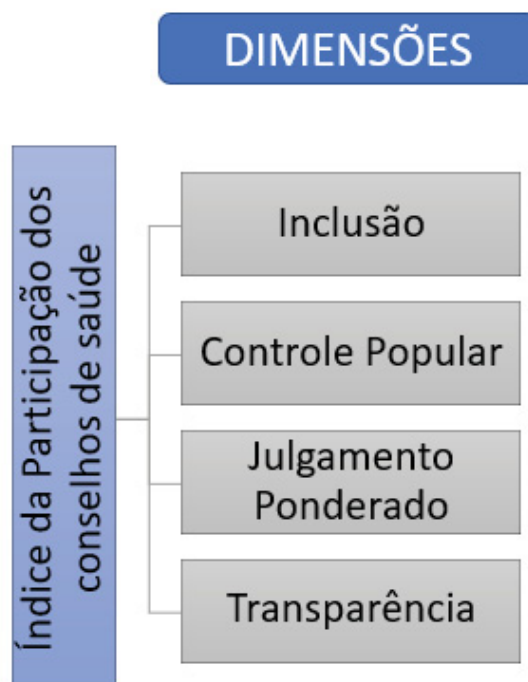 DIMENSÕES
Índice da Participação dos
conselhos de saúde
Inclusão
Controle Popular
Julgamento
Ponderado
Transparência